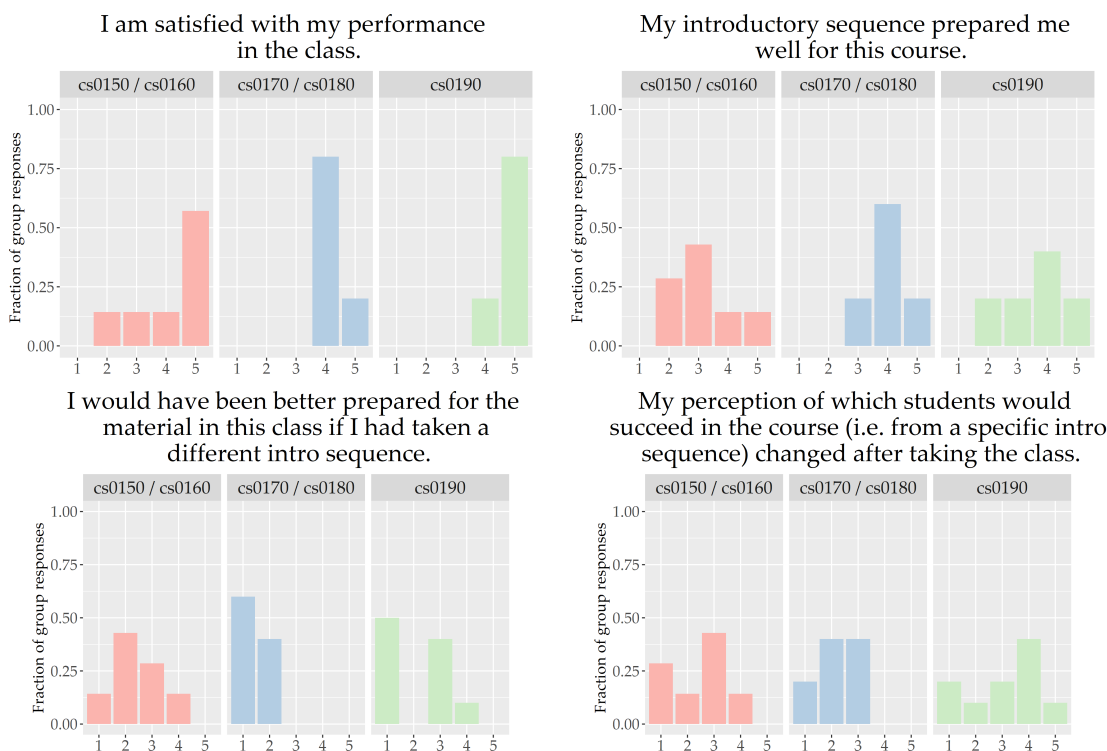 I am satisfied with my performance
in the class.
cs0150 / cs0160 cs0170 / cs0180 cs0190
1.00
0.75
0.50
0.25
0.00
Fraction of group responses
1 2 3 4 5 1 2 3 4 5 1 2 3 4 5
My introductory sequence prepared me
well for this course.
cs0150 / cs0160 cs0170 / cs0180 cs0190
1.00
0.75
0.50
0.25
0.00
Fraction of group responses
1 2 3 4 5 1 2 3 4 5 1 2 3 4 5
I would have been better prepared for the
material in this class if I had taken a
different intro sequence.
cs0150 / cs0160 cs0170 / cs0180 cs0190
1.00
0.75
0.50
0.25
0.00
Fraction of group responses
1 2 3 4 5 1 2 3 4 5 1 2 3 4 5
My perception of which students would
succeed in the course (i.e. from a specific intro
sequence) changed after taking the class.
cs0150 / cs0160 cs0170 / cs0180 cs0190
1.00
0.75
0.50
0.25
0.00
Fraction of group responses
1 2 3 4 5 1 2 3 4 5 1 2 3 4 5